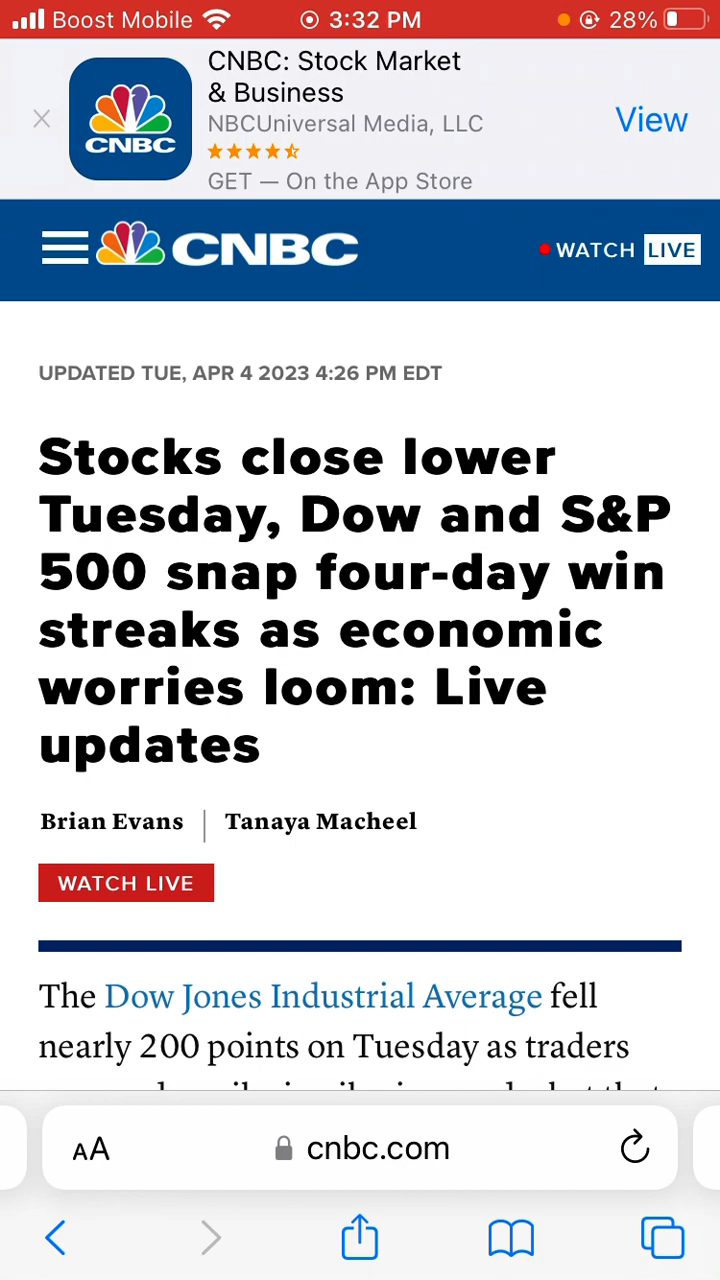 Boost Mobile 3:32 PM 28%
CNBC: Stock Market
& Business
NBCUniversal Media, LLC
GET — On the App Store
View
CNBC
CNBC
WATCH LIVE
UPDATED TUE, APR 4 2023 4:26 PM EDT
Stocks close lower
Tuesday, Dow and S&P
500 snap four-day win
streaks as economic
worries loom: Live
updates
Brian Evans | Tanaya Macheel
WATCH LIVE
The Dow Jones Industrial Average fell
nearly 200 points on Tuesday as traders
AA cnbc.com